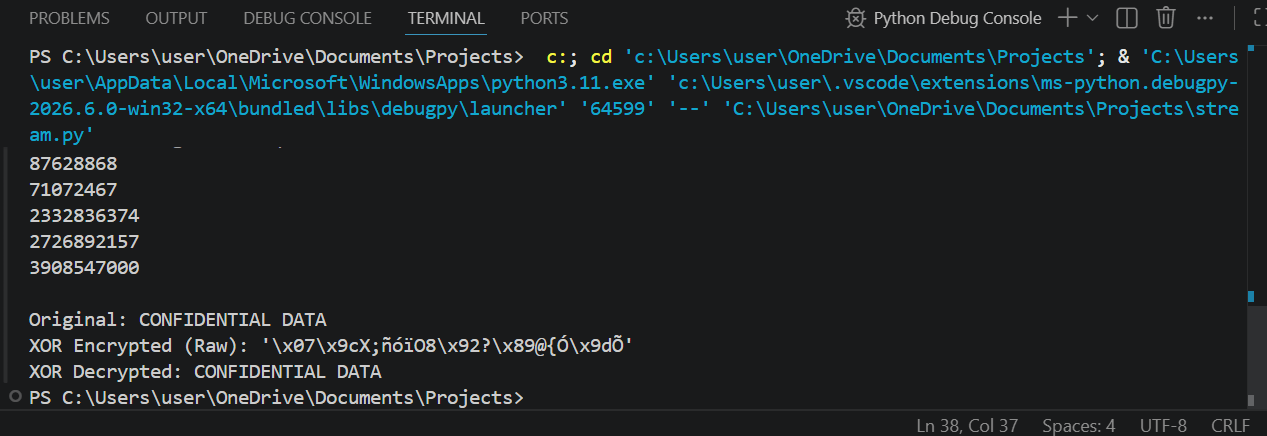 PROBLEMS OUTPUT DEBUG CONSOLE TERMINAL PORTS Python Debug Console
PS C:\Users\user\OneDrive\Documents\Projects>  c:; cd 'c:\Users\user\OneDrive\Documents\Projects'; & 'C:\Users
\user\AppData\Local\Microsoft\WindowsApps\python3.11.exe' 'c:\Users\user\.vscode\extensions\ms-python.debugpy-
2026.6.0-win32-x64\bundled\libs\debugpy\launcher' '64599' '--' 'C:\Users\user\OneDrive\Documents\Projects\stre
am.py'
87628868
71072467
2332836374
2726892157
3908547000
Original: CONFIDENTIAL DATA
XOR Encrypted (Raw): '\x07\x9cX;ñóïO8\x92?\x89@{Ó\x9dÕ'
XOR Decrypted: CONFIDENTIAL DATA
PS C:\Users\user\OneDrive\Documents\Projects>
Ln 38, Col 37 Spaces: 4 UTF-8 CRLF